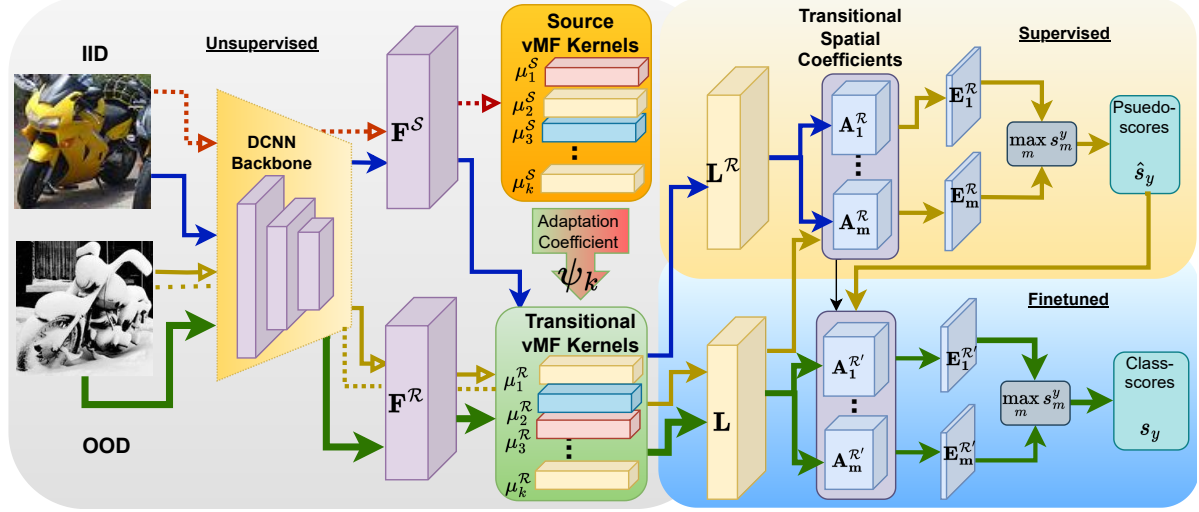 IID
Unsupervised
DCNN
Backbone
OOD
F^S
F^R
Source
vMF Kernels
μ_1^S
μ_2^S
μ_3^S
μ_k^S
Adaptation
Coefficient
ψ_k
Transitional
vMF Kernels
μ_1^R
μ_2^R
μ_3^R
μ_k^R
Transitional
Spatial
Coefficients
Supervised
L^R
A_1^R
A_m^R
E_1^R
E_m^R
max_m s_m^y
Psuedo-
scores
ŝ_y
Finetuned
L
A_1^R'
A_m^R'
E_1^R'
E_m^R'
max_m s_m^y
Class-
scores
s_y